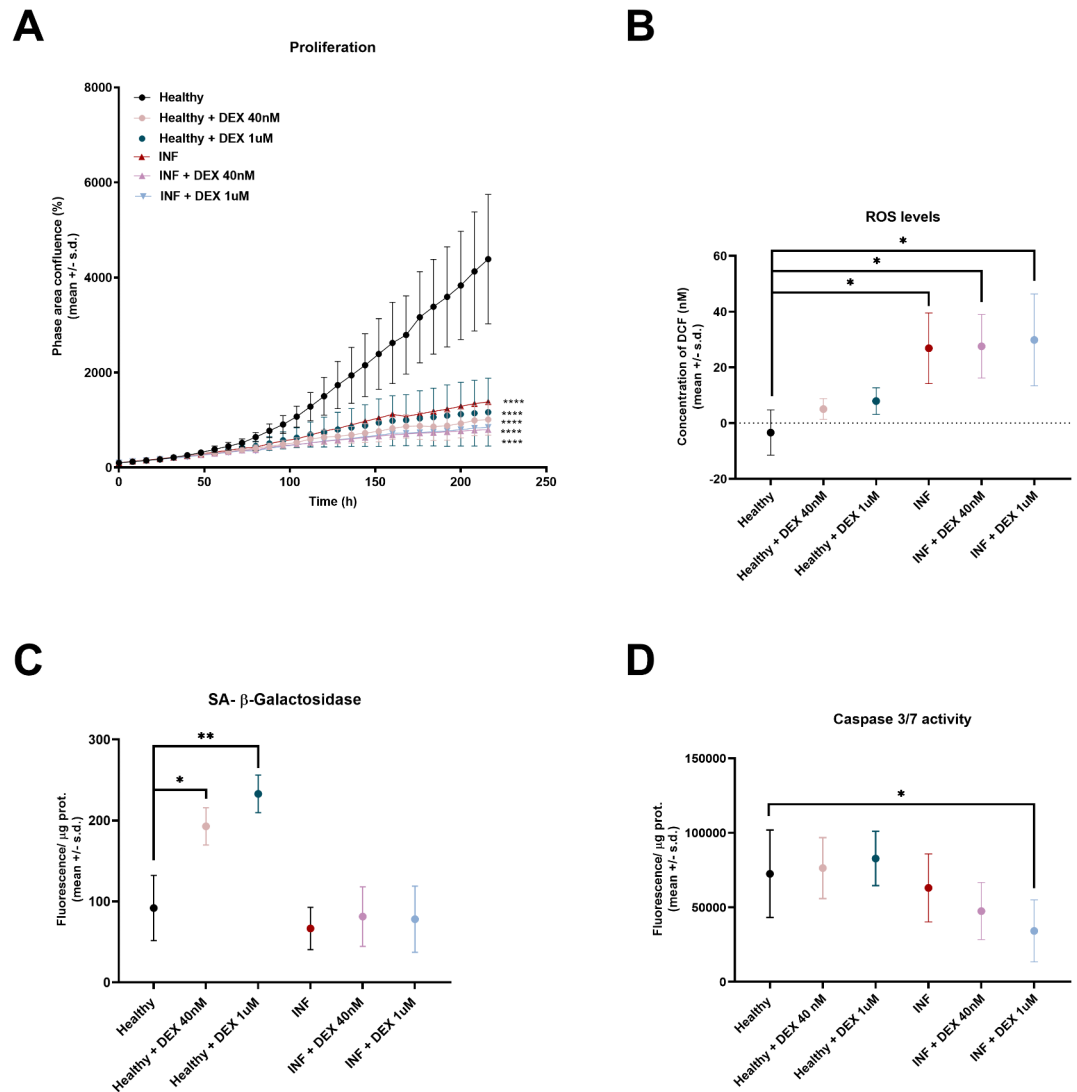 A
Proliferation
Phase area confluence (%)
(mean +/- s.d.)
8000
6000
4000
2000
0
Healthy
Healthy + DEX 40nM
Healthy + DEX 1uM
INF
INF + DEX 40nM
INF + DEX 1uM
****
****
****
****
****
0
50
100
150
200
250
Time (h)
B
ROS levels
Concentration of DCF (nM)
(mean +/- s.d.)
60
40
20
0
-20
*
*
*
Healthy
Healthy + DEX 40nM
Healthy + DEX 1uM
INF
INF + DEX 40nM
INF + DEX 1uM
C
SA- β-Galactosidase
Fluorescence/ μg prot.
(mean +/- s.d.)
300
200
100
0
**
*
Healthy
Healthy + DEX 40nM
Healthy + DEX 1uM
INF
INF + DEX 40nM
INF + DEX 1uM
D
Caspase 3/7 activity
Fluorescence/ μg prot.
(mean +/- s.d.)
150000
100000
50000
0
*
Healthy
Healthy + DEX 40 nM
Healthy + DEX 1uM
INF
INF + DEX 40nM
INF + DEX 1uM